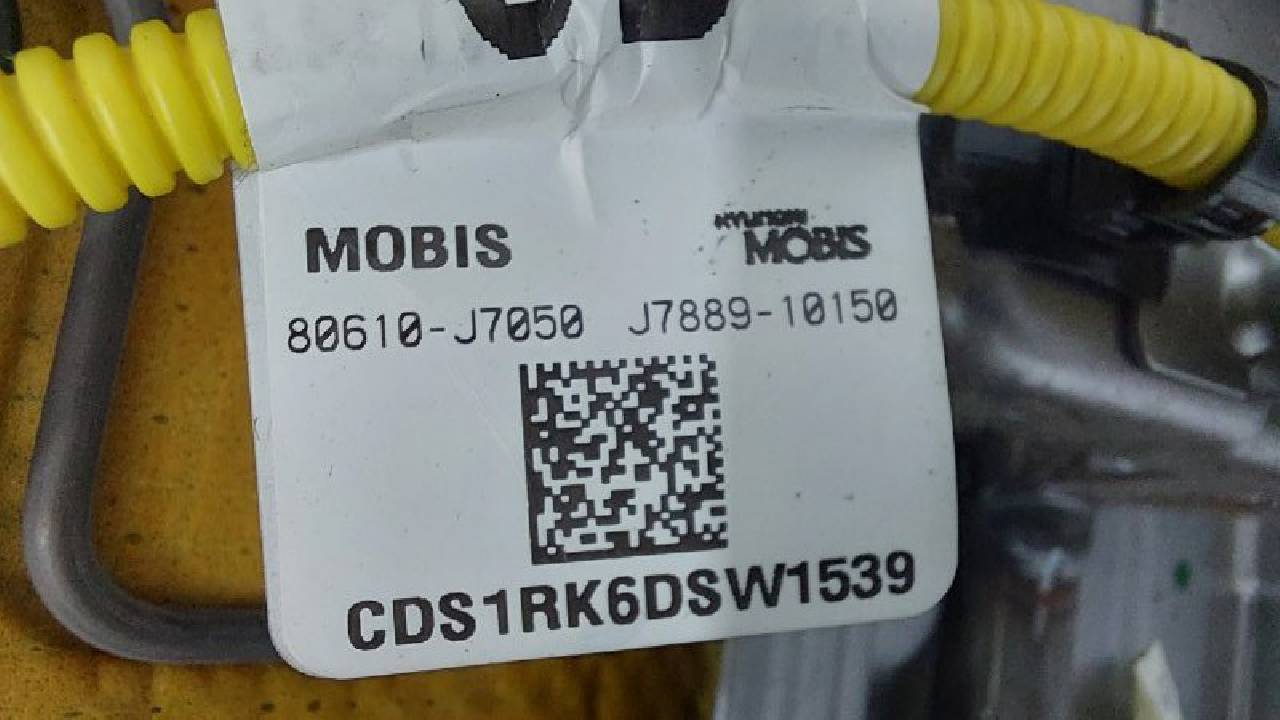 MOBIS
HYUNDAI
MOBIS
80610-J7050 J7889-10150
CDS1RK6DSW1539